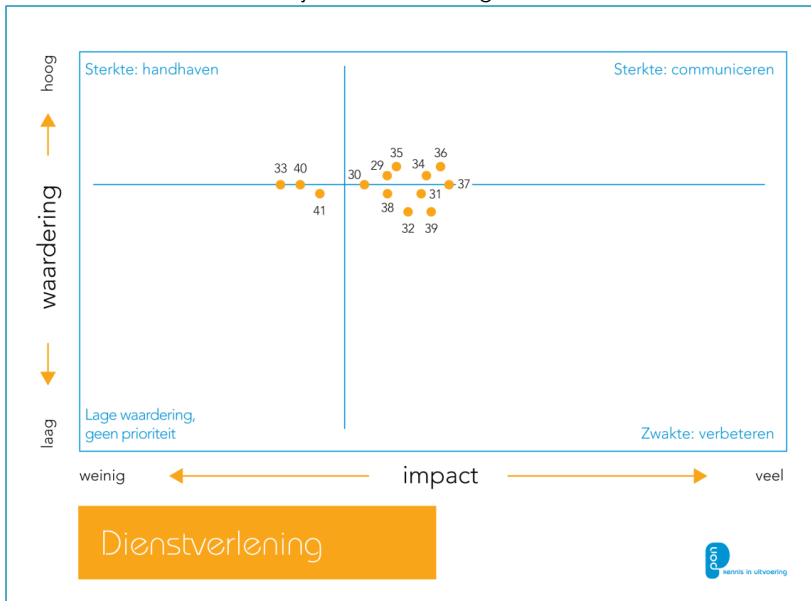 hoog
waardering
laag
Sterkte: handhaven
Sterkte: communiceren
35
36
33
40
29
34
30
37
41
38
31
32
39
Lage waardering,
geen prioriteit
Zwakte: verbeteren
weinig
impact
veel
Dienstverlening
pon
kennis in uitvoering